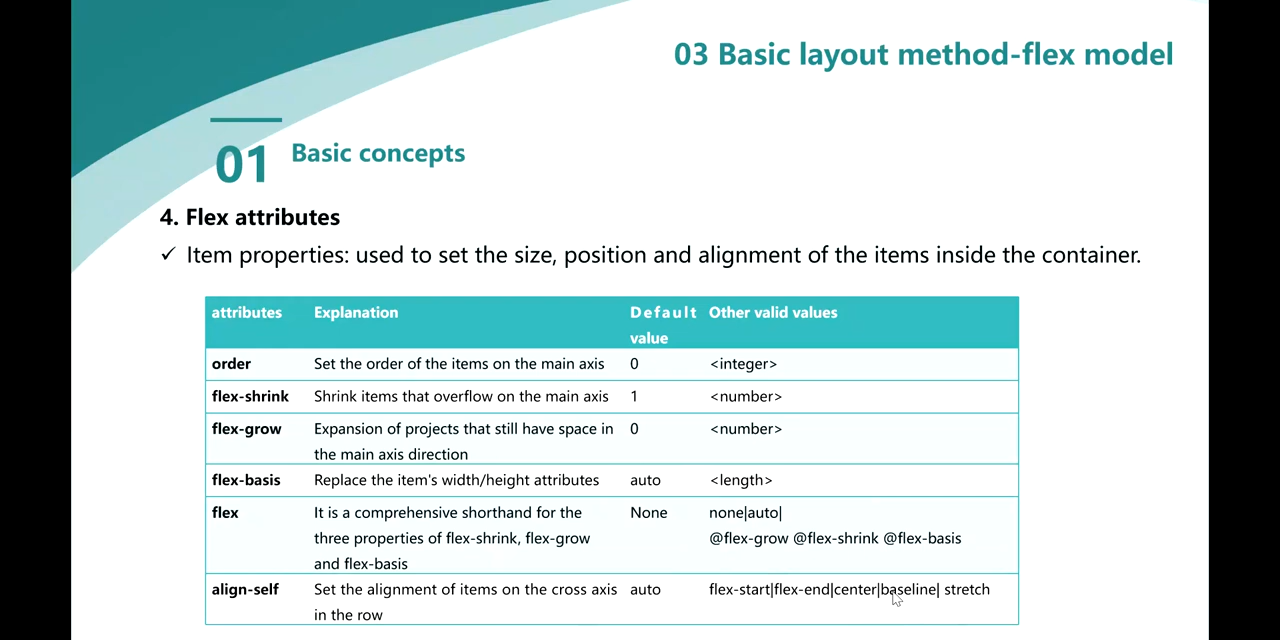 03 Basic layout method-flex model
01 Basic concepts
4. Flex attributes
✓ Item properties: used to set the size, position and alignment of the items inside the container.
attributes Explanation Default value Other valid values
order Set the order of the items on the main axis 0 <integer>
flex-shrink Shrink items that overflow on the main axis 1 <number>
flex-grow Expansion of projects that still have space in 0 <number>
the main axis direction
flex-basis Replace the item's width/height attributes auto <length>
flex It is a comprehensive shorthand for the None none|auto|
three properties of flex-shrink, flex-grow @flex-grow @flex-shrink @flex-basis
and flex-basis
align-self Set the alignment of items on the cross axis auto flex-start|flex-end|center|baseline| stretch
in the row